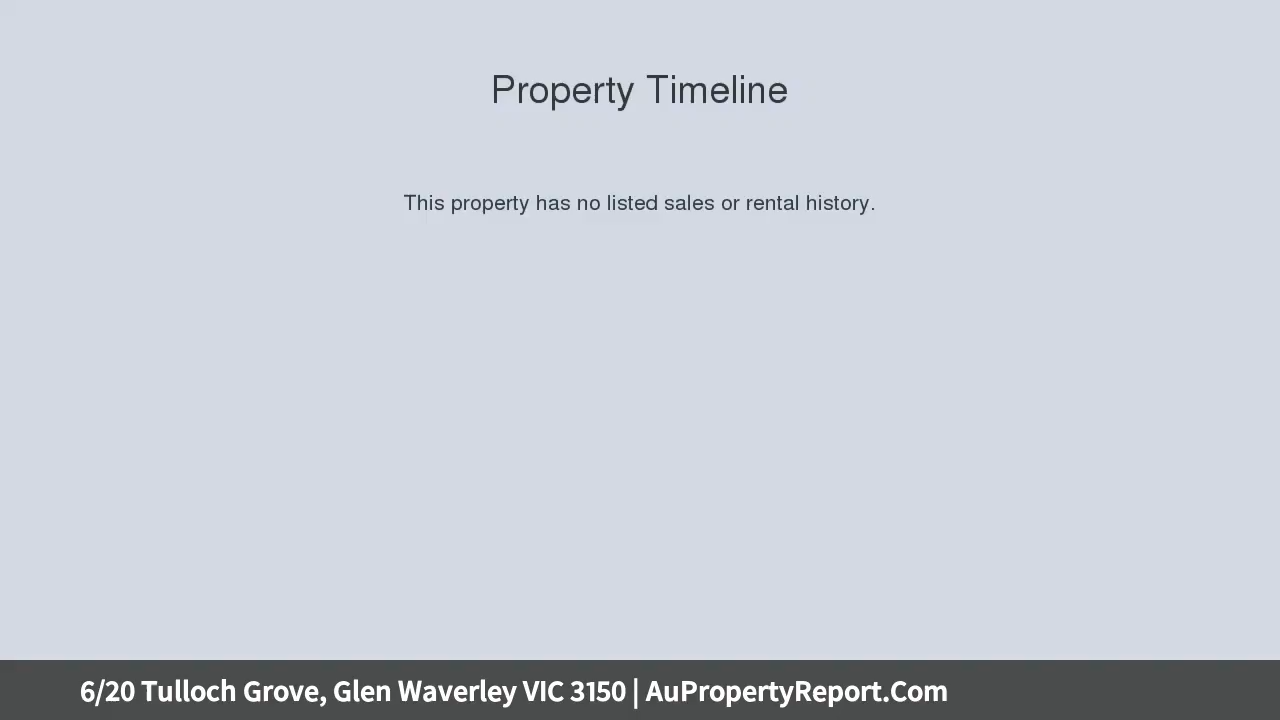 Property Timeline
This property has no listed sales or rental history.
6/20 Tulloch Grove, Glen Waverley VIC 3150 | AuPropertyReport.Com